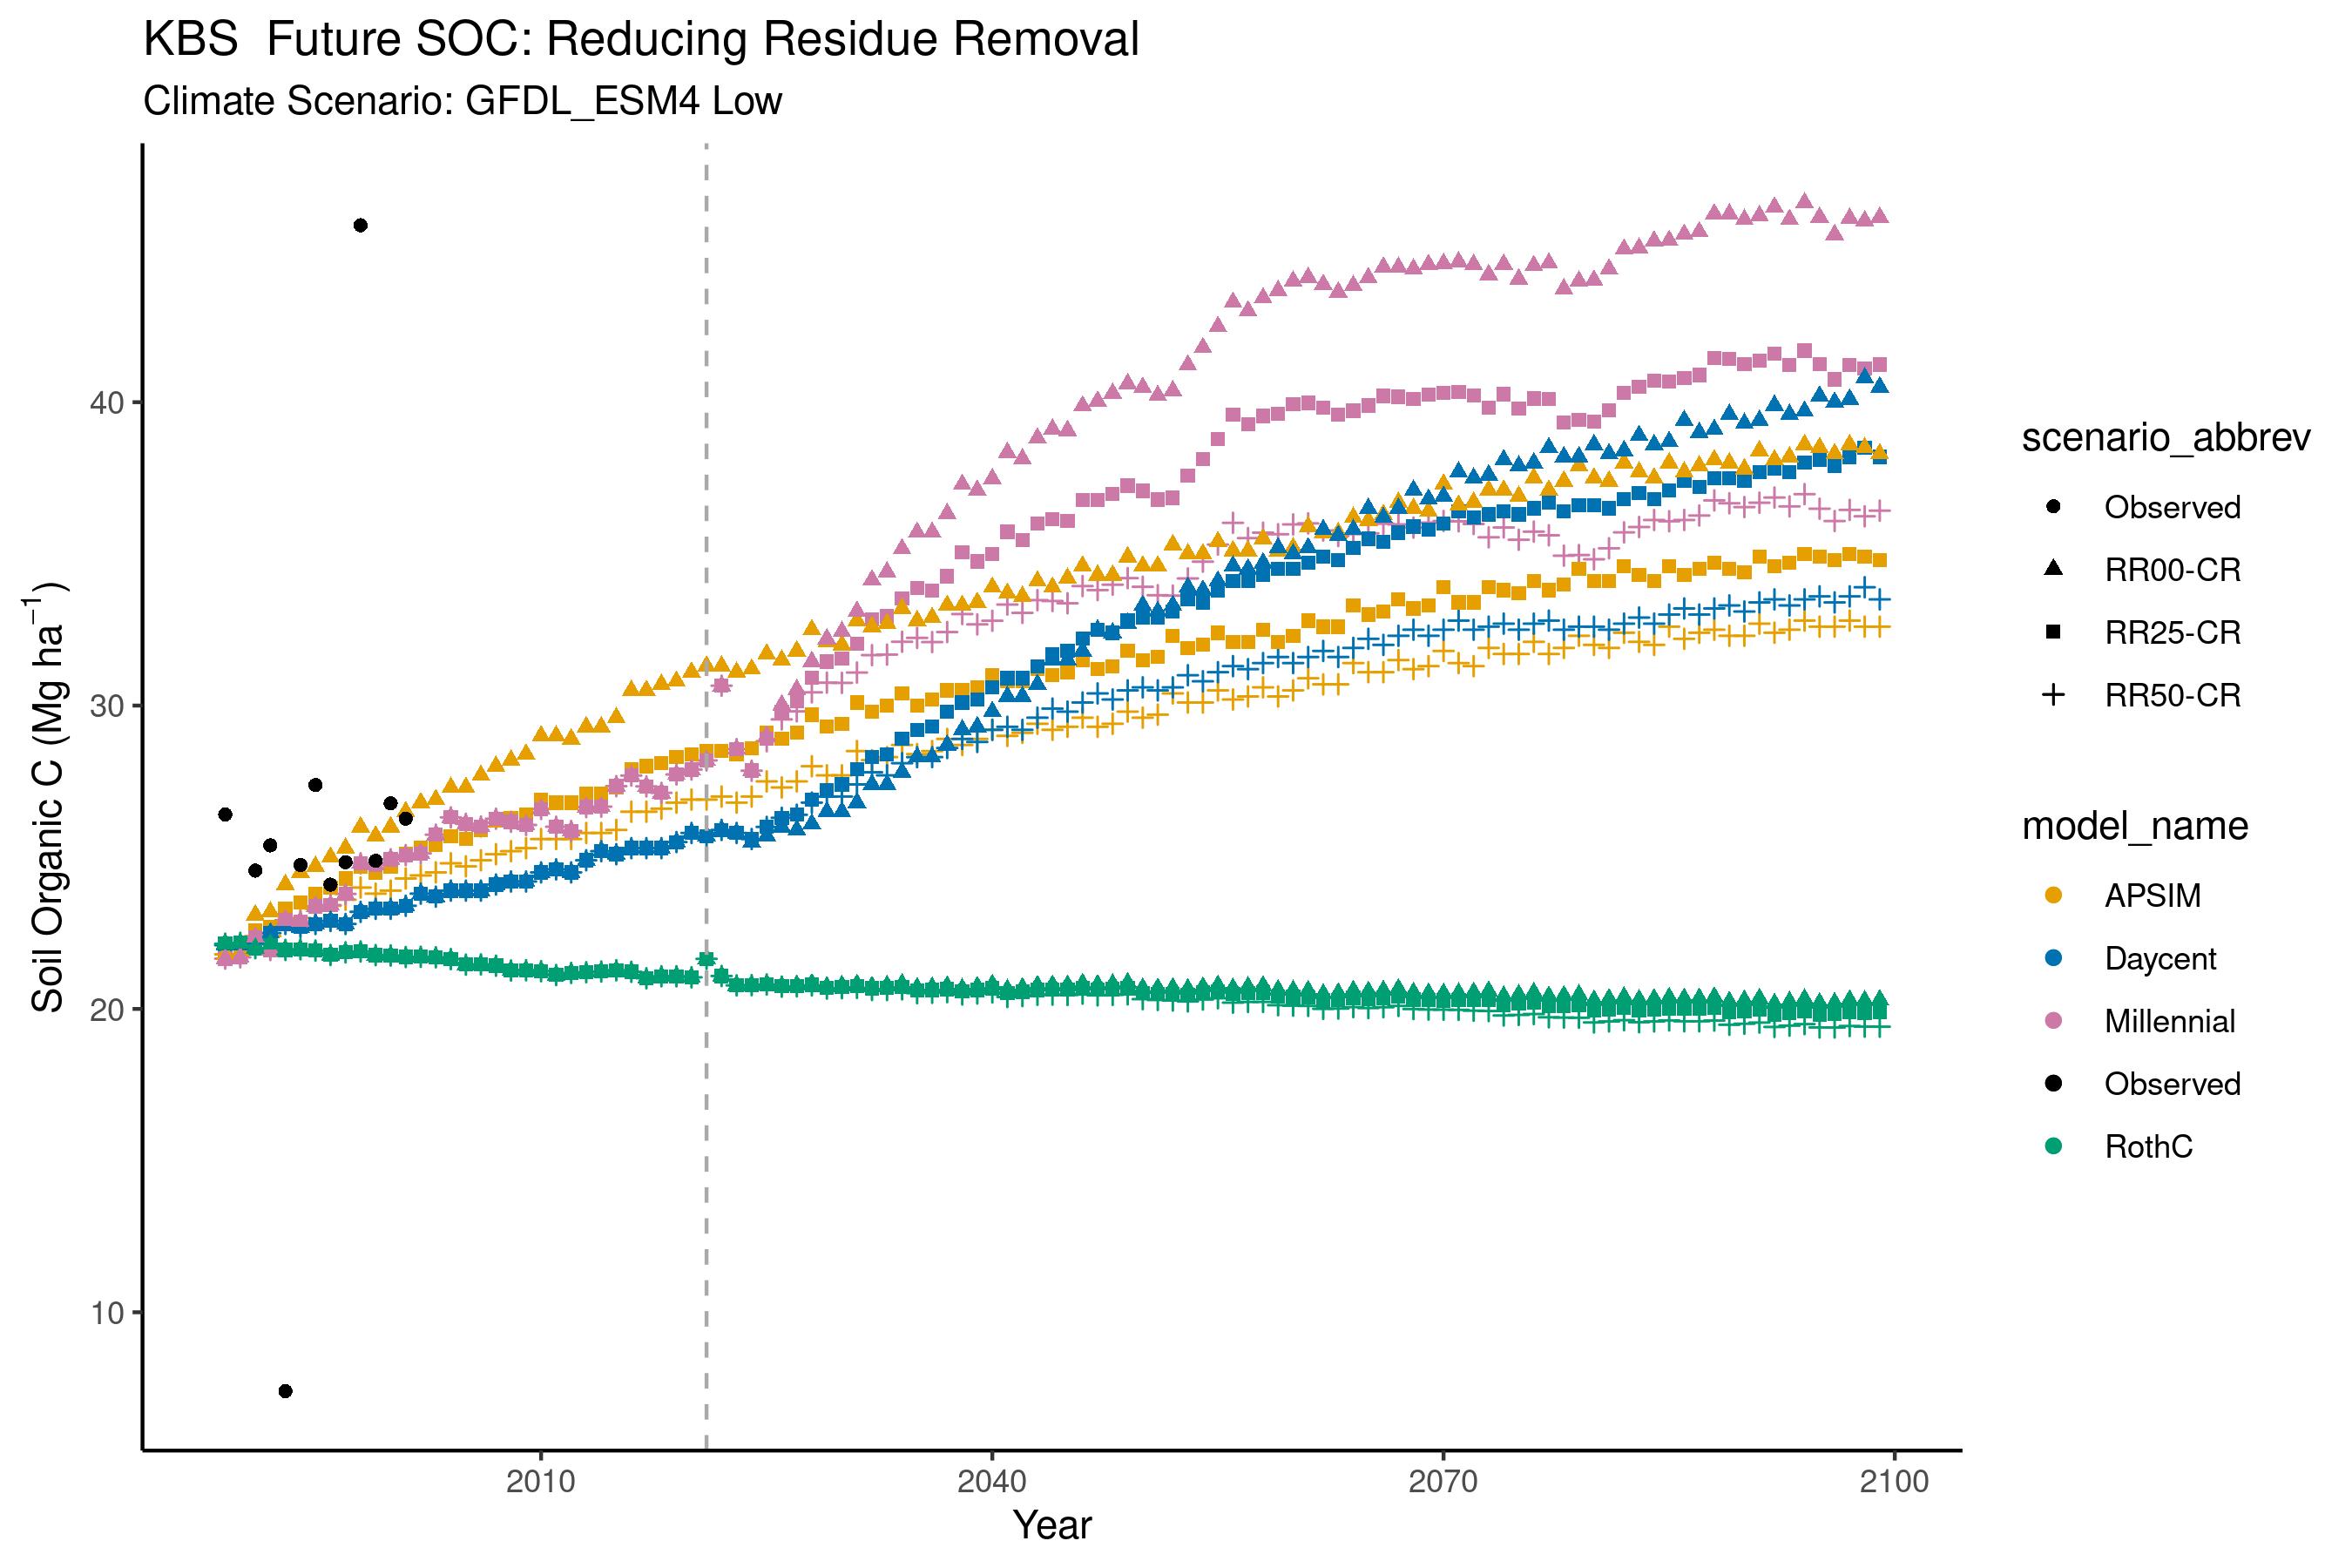 KBS  Future SOC: Reducing Residue Removal
Climate Scenario: GFDL_ESM4 Low
Soil Organic C (Mg ha⁻¹)
40
30
20
10
2010
2040
2070
2100
Year
scenario_abbrev
Observed
RR00-CR
RR25-CR
RR50-CR
model_name
APSIM
Daycent
Millennial
Observed
RothC